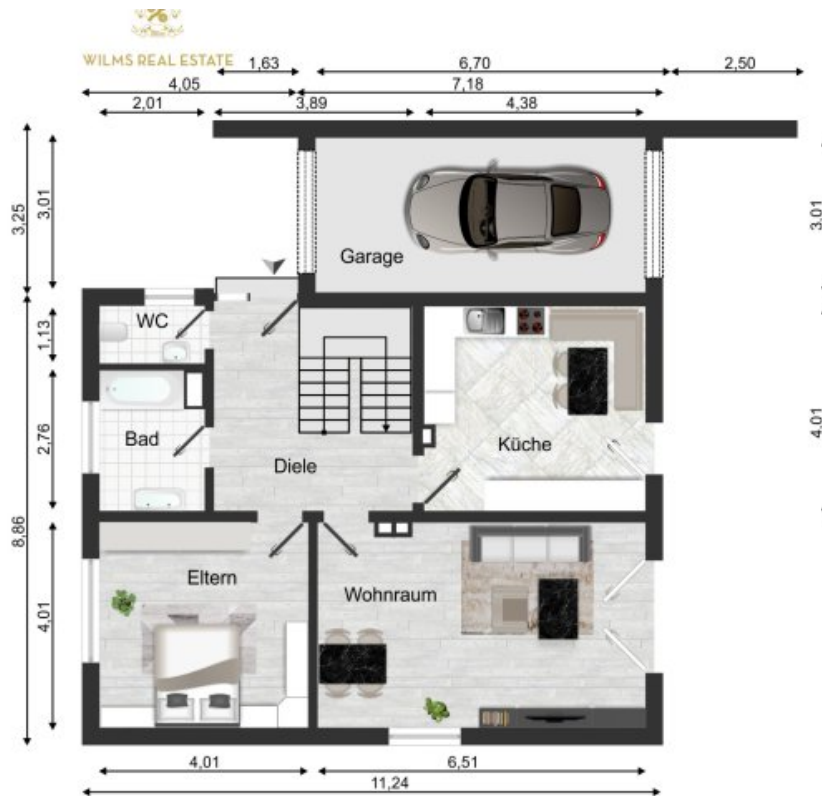 WILMS REAL ESTATE
1,63
6,70
2,50
4,05
7,18
2,01
3,89
4,38
3,25
3,01
3.01
Garage
WC
1,13
Bad
2,76
Diele
Küche
4.01
8,86
Eltern
Wohnraum
4,01
4,01
6,51
11,24